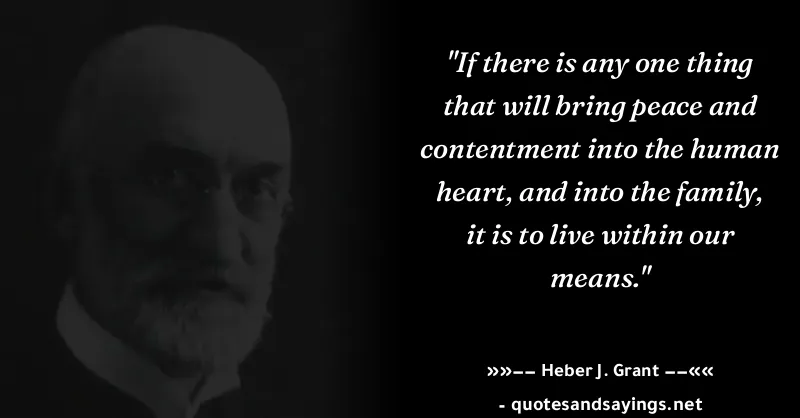 "If there is any one thing
that will bring peace and
contentment into the human
heart, and into the family,
it is to live within our
means."
»»–– Heber J. Grant ––««
- quotesandsayings.net